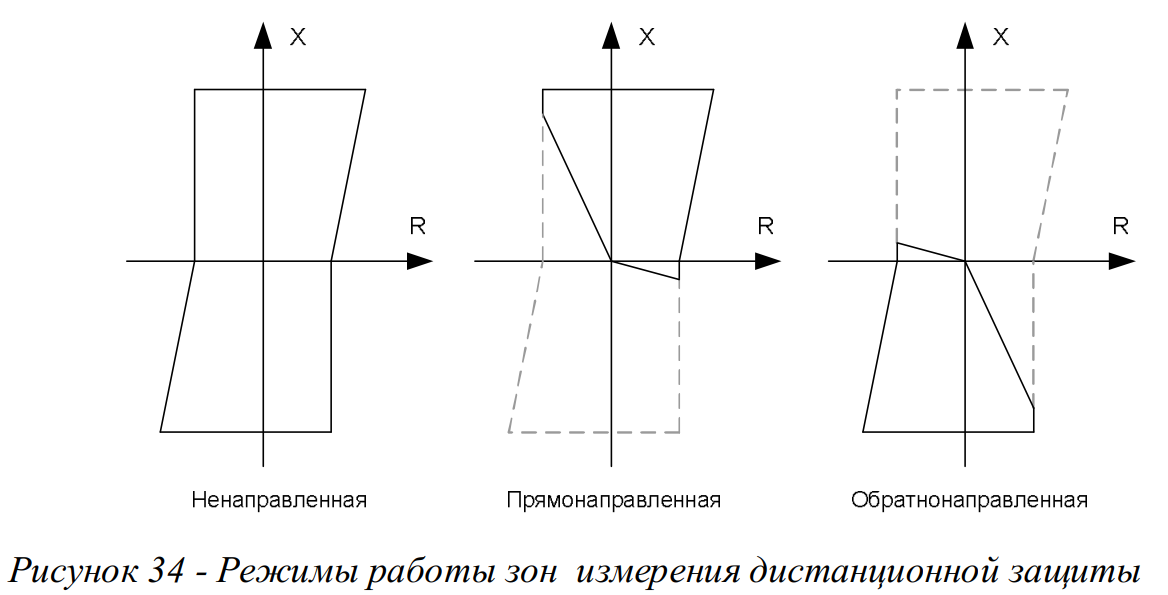 X X X
R R R
Ненаправленная Прямонаправленная Обратнонаправленная
Рисунок 34 - Режимы работы зон измерения дистанционной защиты